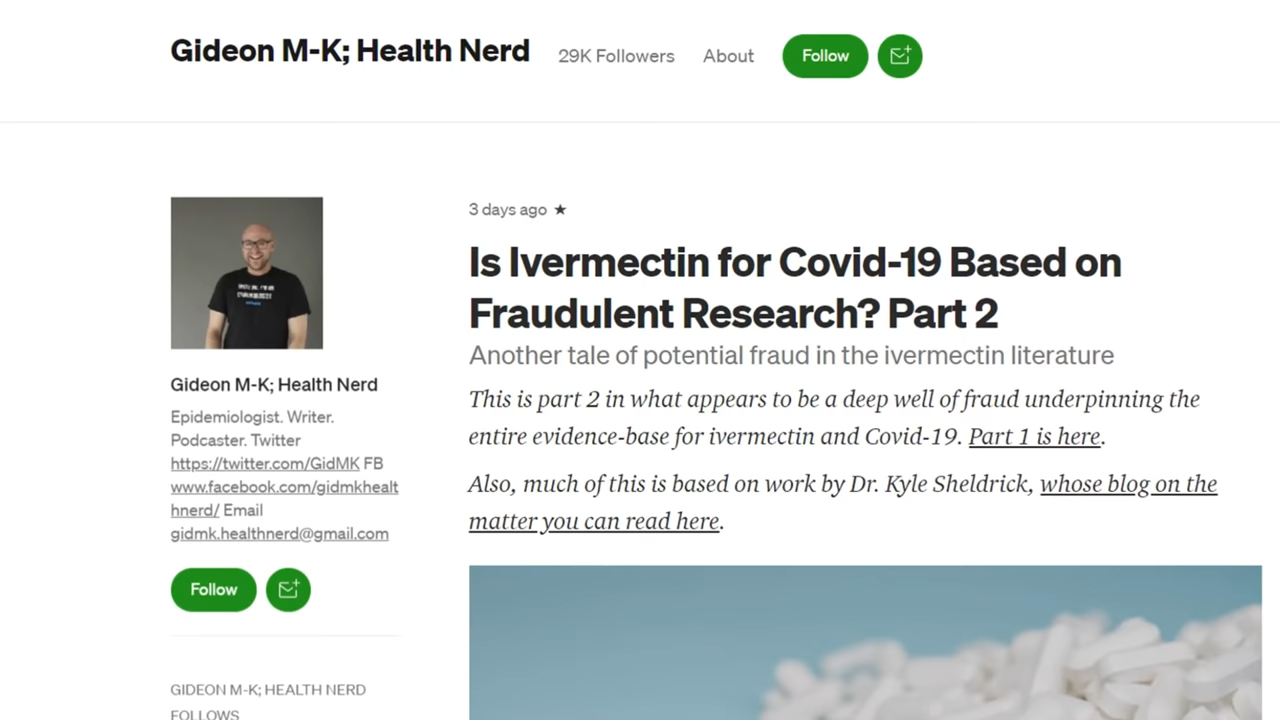 Gideon M-K; Health Nerd
29K Followers
About
Follow
Gideon M-K; Health Nerd
Epidemiologist. Writer.
Podcaster. Twitter
https://twitter.com/GidMK FB
www.facebook.com/gidmkhealt
hnerd/ Email
gidmk.healthnerd@gmail.com
Follow
GIDEON M-K; HEALTH NERD
FOLLOWS
3 days ago ★
Is Ivermectin for Covid-19 Based on
Fraudulent Research? Part 2
Another tale of potential fraud in the ivermectin literature
This is part 2 in what appears to be a deep well of fraud underpinning the
entire evidence-base for ivermectin and Covid-19. Part 1 is here.
Also, much of this is based on work by Dr. Kyle Sheldrick, whose blog on the
matter you can read here.